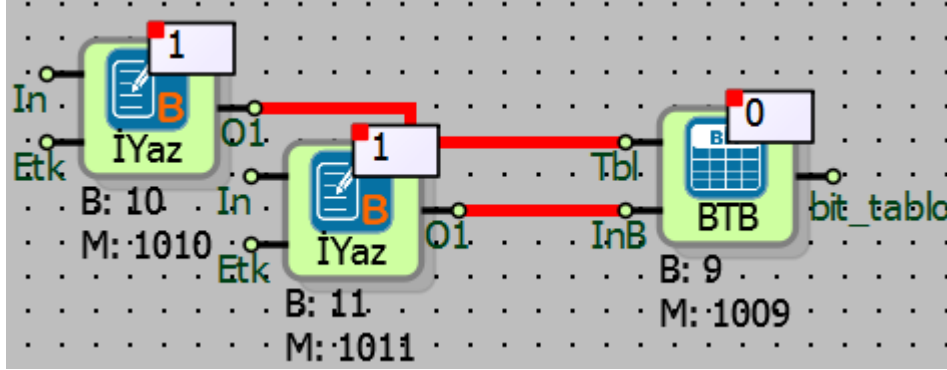 1
In
O1
Etk
İYaz
B: 10
M: 1010
1
In
O1
Etk
İYaz
B: 11
M: 1011
0
Tbl
InB
BTB
bit_tablo
B: 9
M: 1009